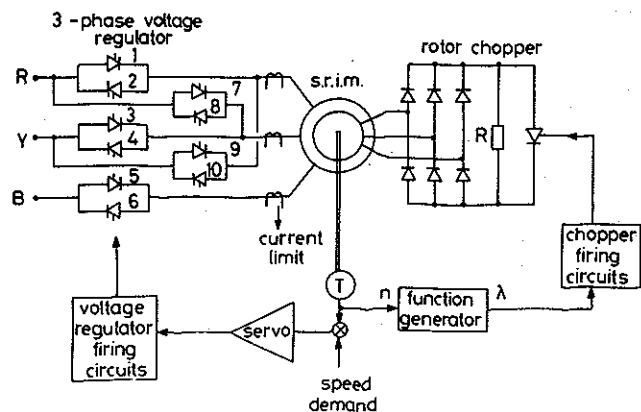 3-phase voltage
regulator
rotor chopper
s.r.i.m.
R
1
2
7
8
3
Y
4
9
10
5
B
6
R
current
limit
chopper
firing
circuits
T
n
function
generator
λ
voltage
regulator
firing
circuits
servo
speed
demand